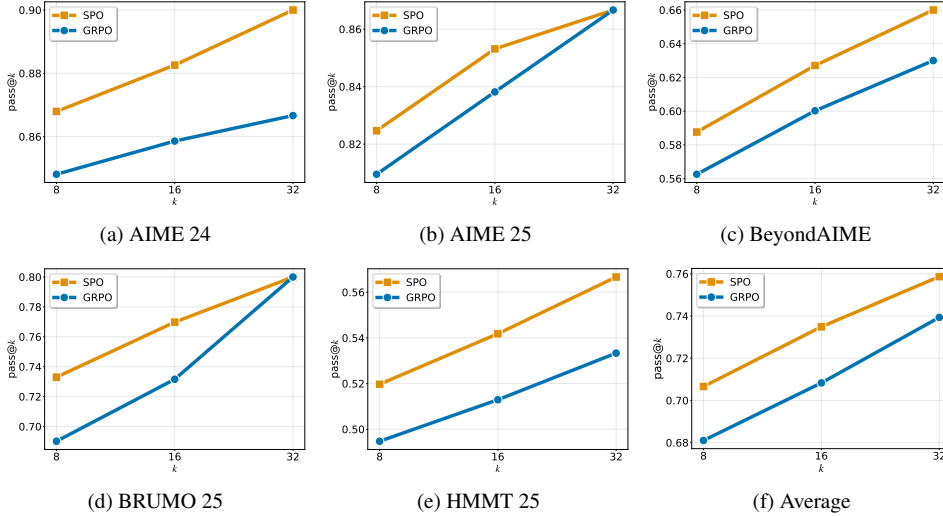 0.90
0.88
0.86
pass@k
SPO
GRPO
8
16
32
k
(a) AIME 24
0.86
0.84
0.82
pass@k
SPO
GRPO
8
16
32
k
(b) AIME 25
0.66
0.64
0.62
0.60
0.58
0.56
pass@k
SPO
GRPO
8
16
32
k
(c) BeyondAIME
0.80
0.78
0.76
0.74
0.72
0.70
pass@k
SPO
GRPO
8
16
32
k
(d) BRUMO 25
0.56
0.54
0.52
0.50
pass@k
SPO
GRPO
8
16
32
k
(e) HMMT 25
0.76
0.74
0.72
0.70
0.68
pass@k
SPO
GRPO
8
16
32
k
(f) Average